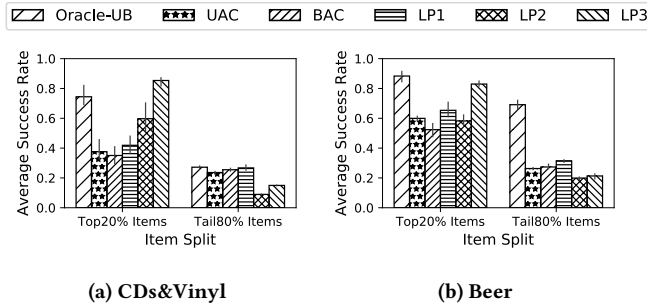 Oracle-UB UAC BAC LP1 LP2 LP3
Average Success Rate
1.0
0.8
0.6
0.4
0.2
0.0
Top20% Items Tail80% Items
Item Split
(a) CDs&Vinyl
Average Success Rate
1.0
0.8
0.6
0.4
0.2
0.0
Top20% Items Tail80% Items
Item Split
(b) Beer